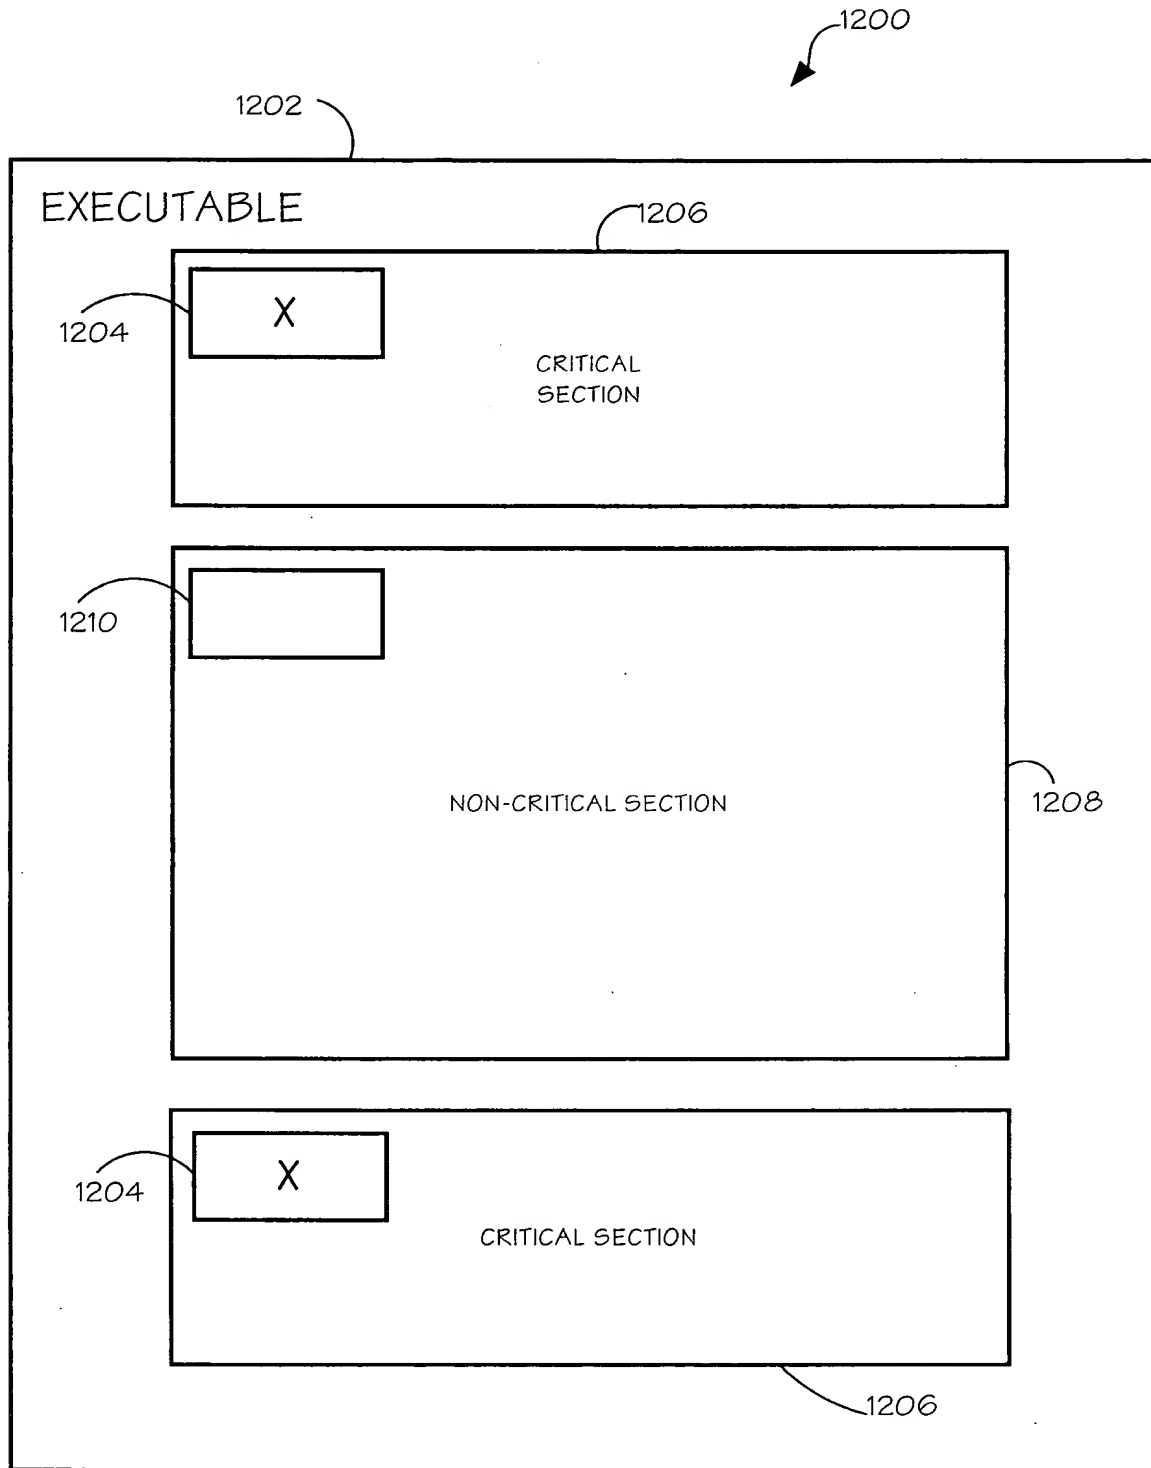 1200
1202
EXECUTABLE
1206
X
1204
CRITICAL
SECTION
1210
NON-CRITICAL SECTION
1208
X
1204
CRITICAL SECTION
1206